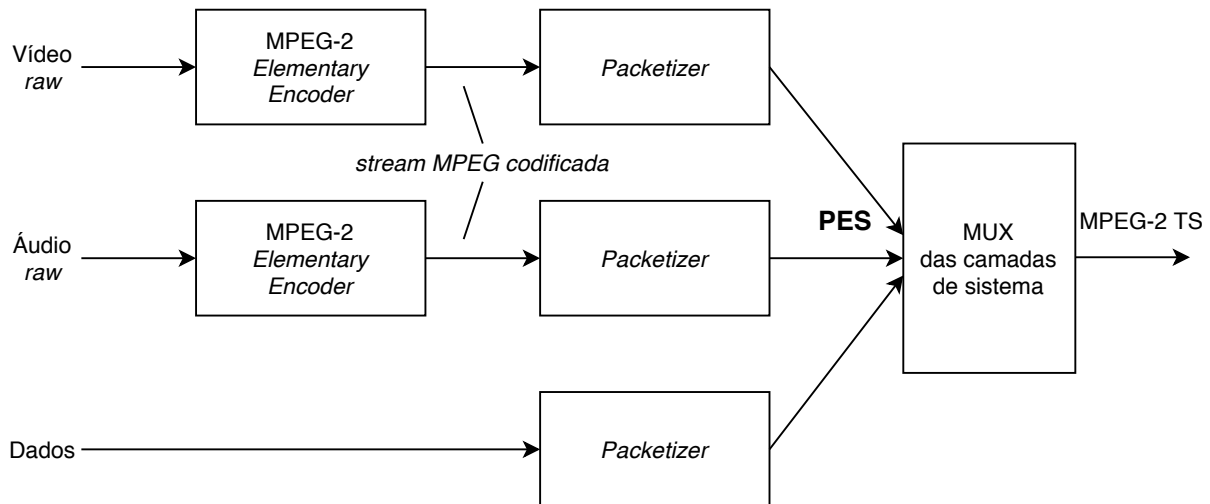 Vídeo
raw
MPEG-2
Elementary
Encoder
Packetizer
stream MPEG codificada
Áudio
raw
MPEG-2
Elementary
Encoder
Packetizer
PES
MUX
das camadas
de sistema
MPEG-2 TS
Dados
Packetizer